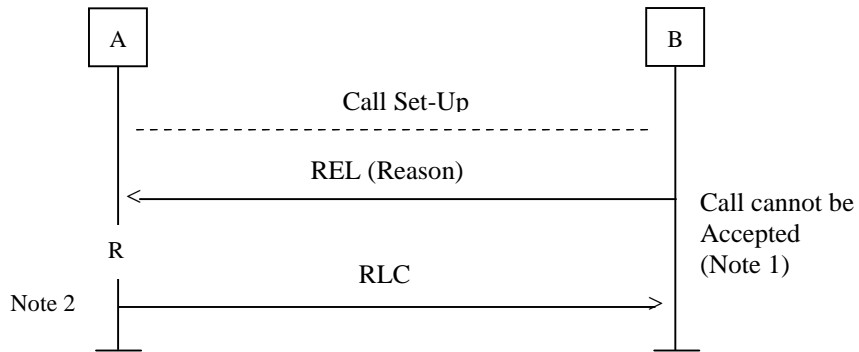 A
B
Call Set-Up
REL (Reason)
Call cannot be
Accepted
(Note 1)
R
RLC
Note 2